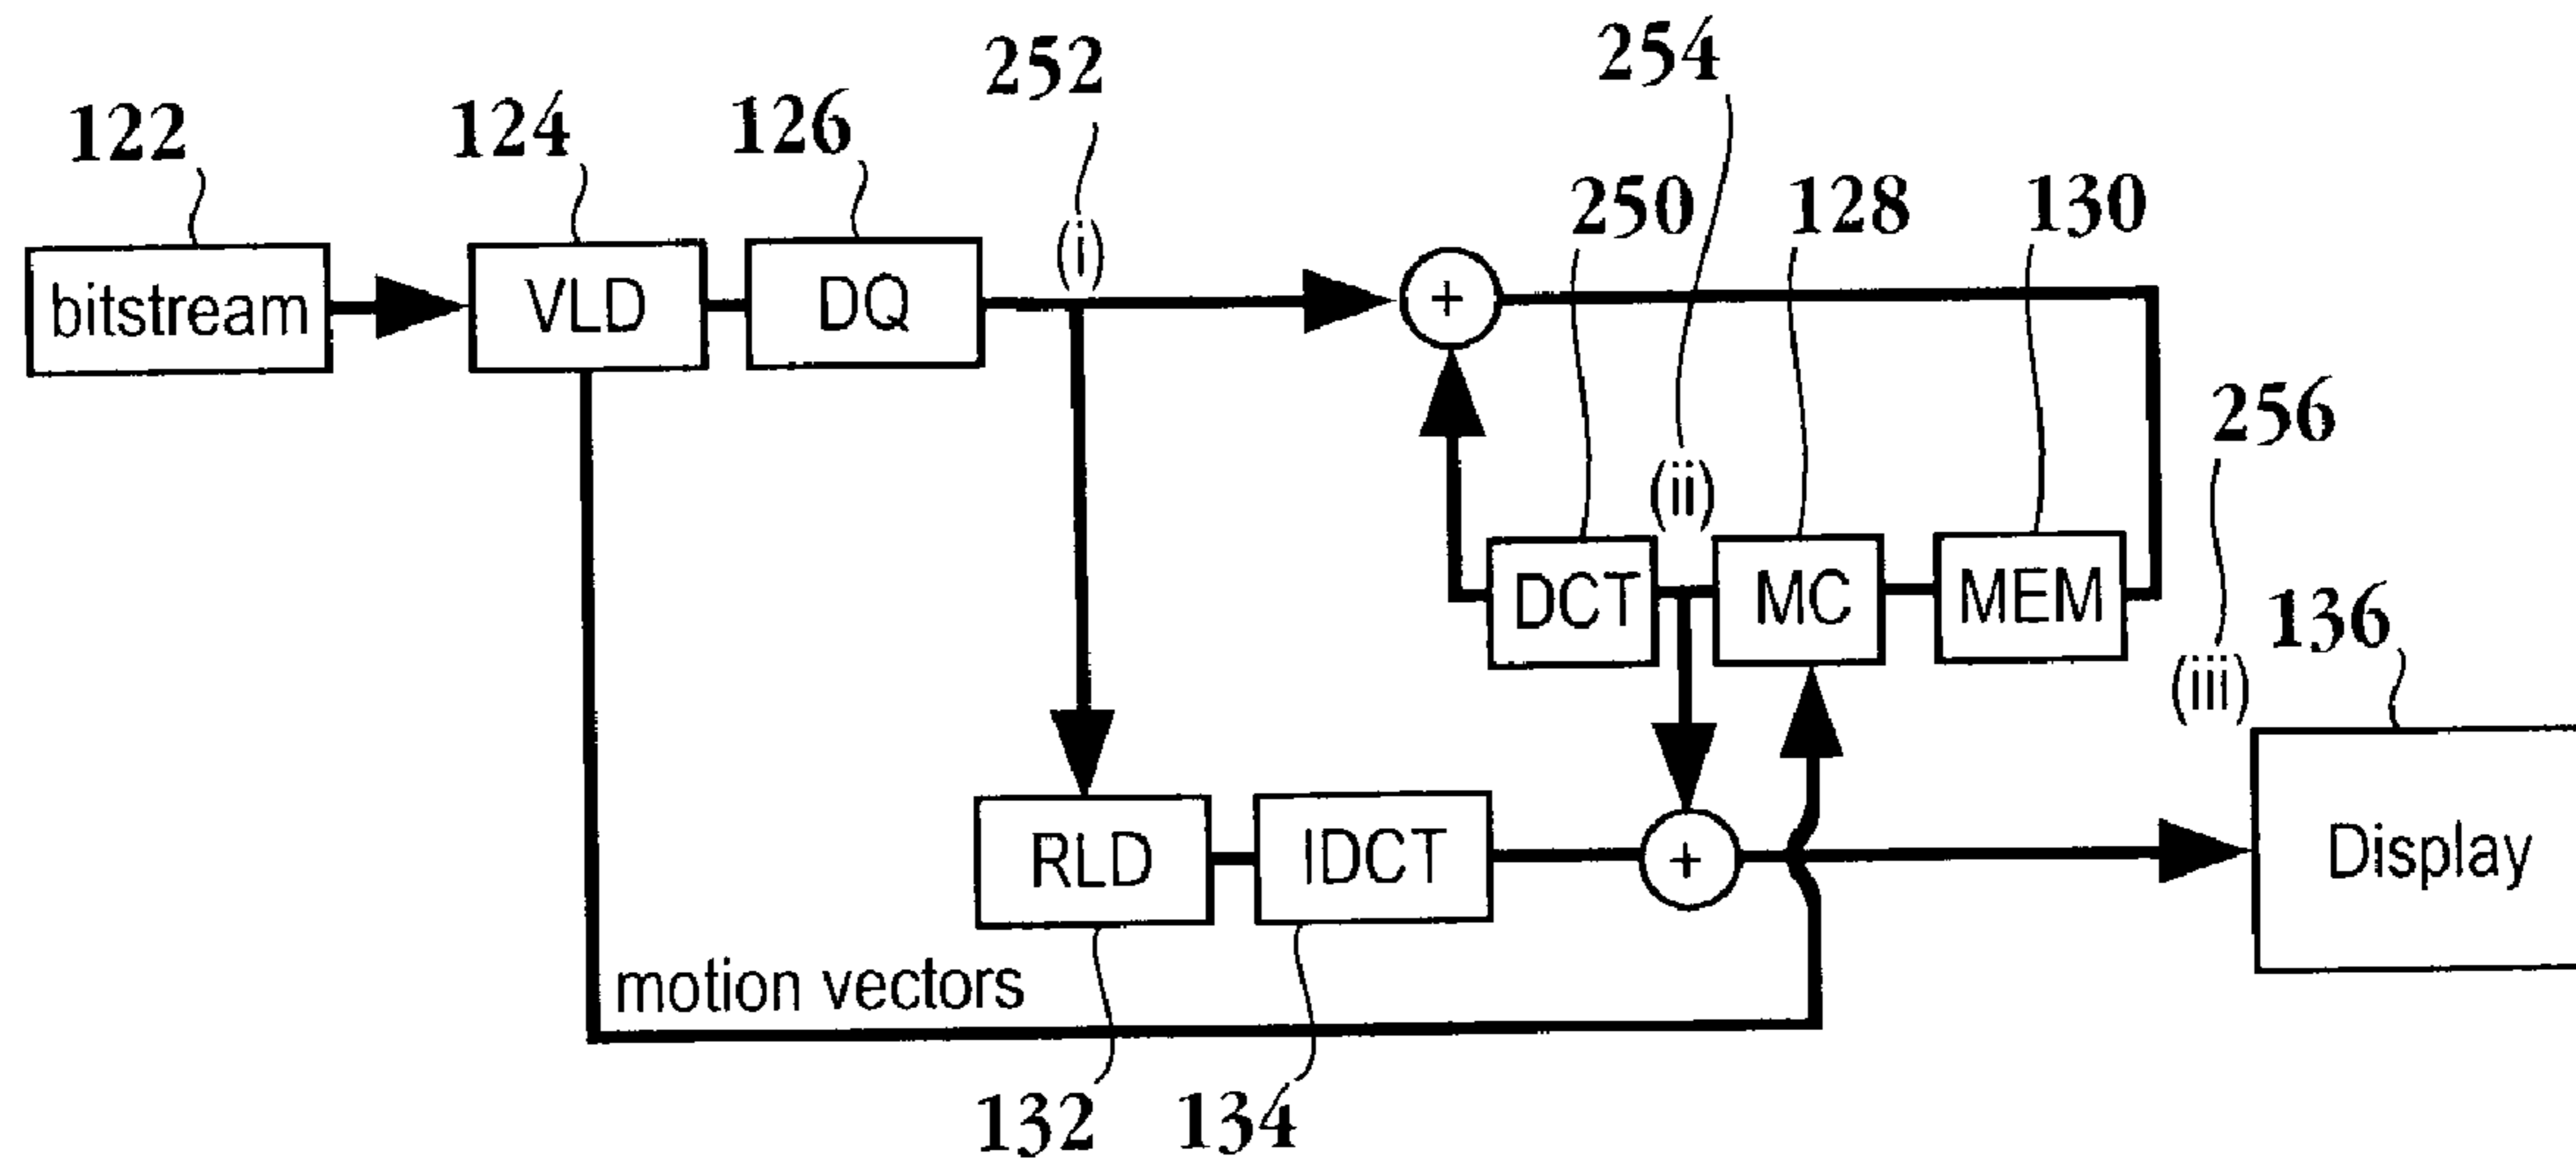 252
254
122
124
126
250
128
130
(i)
bitstream
VLD
DQ
+
256
(ii)
DCT
MC
MEM
136
(iii)
RLD
IDCT
+
Display
motion vectors
132
134